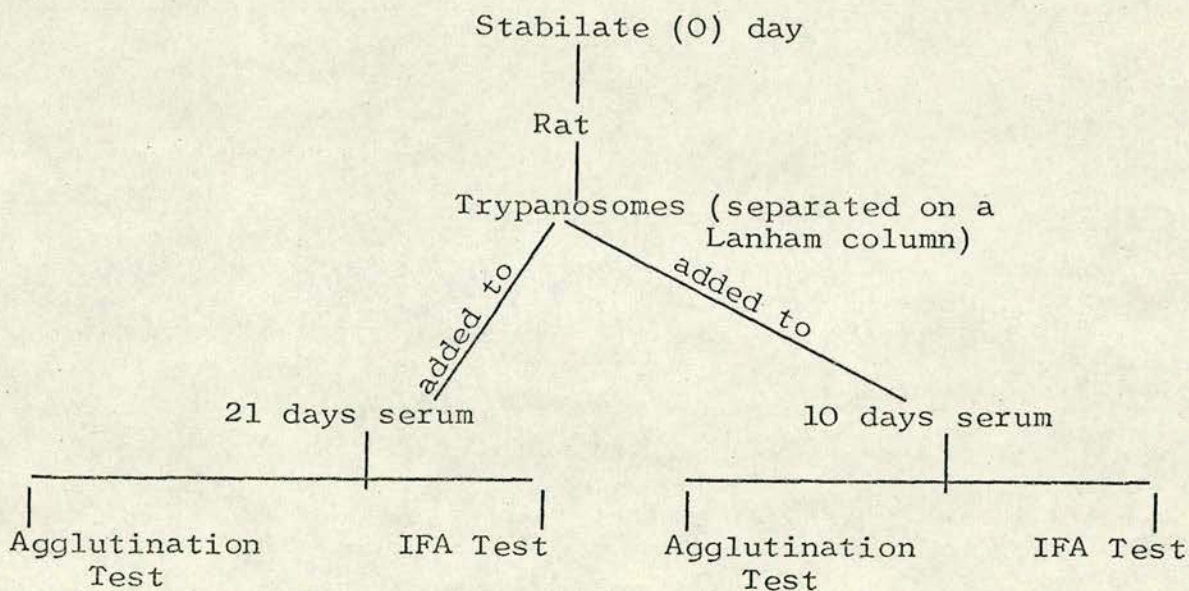 Stabilate (0) day
Rat
Trypanosomes (separated on a
Lanham column)
added to
added to
21 days serum
10 days serum
Agglutination
Test
IFA Test
Agglutination
Test
IFA Test